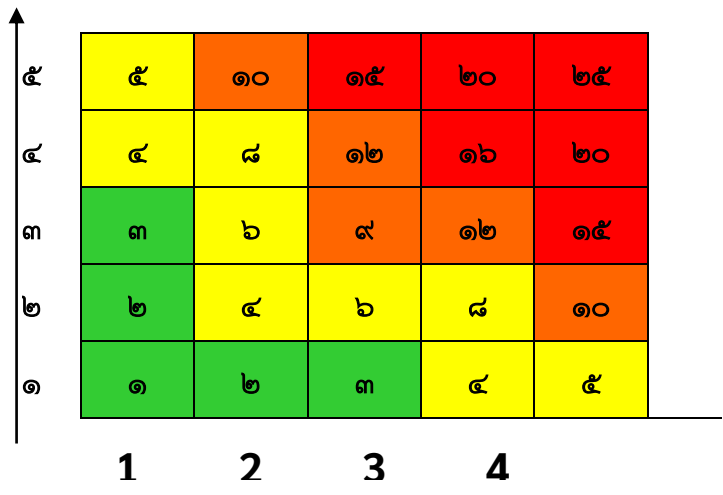 ๕ ๕ ๑๐ ๑๕ ๒๐ ๒๕
๔ ๔ ๘ ๑๒ ๑๖ ๒๐
๓ ๓ ๖ ๙ ๑๒ ๑๕
๒ ๒ ๔ ๖ ๘ ๑๐
๑ ๑ ๒ ๓ ๔ ๕
1 2 3 4